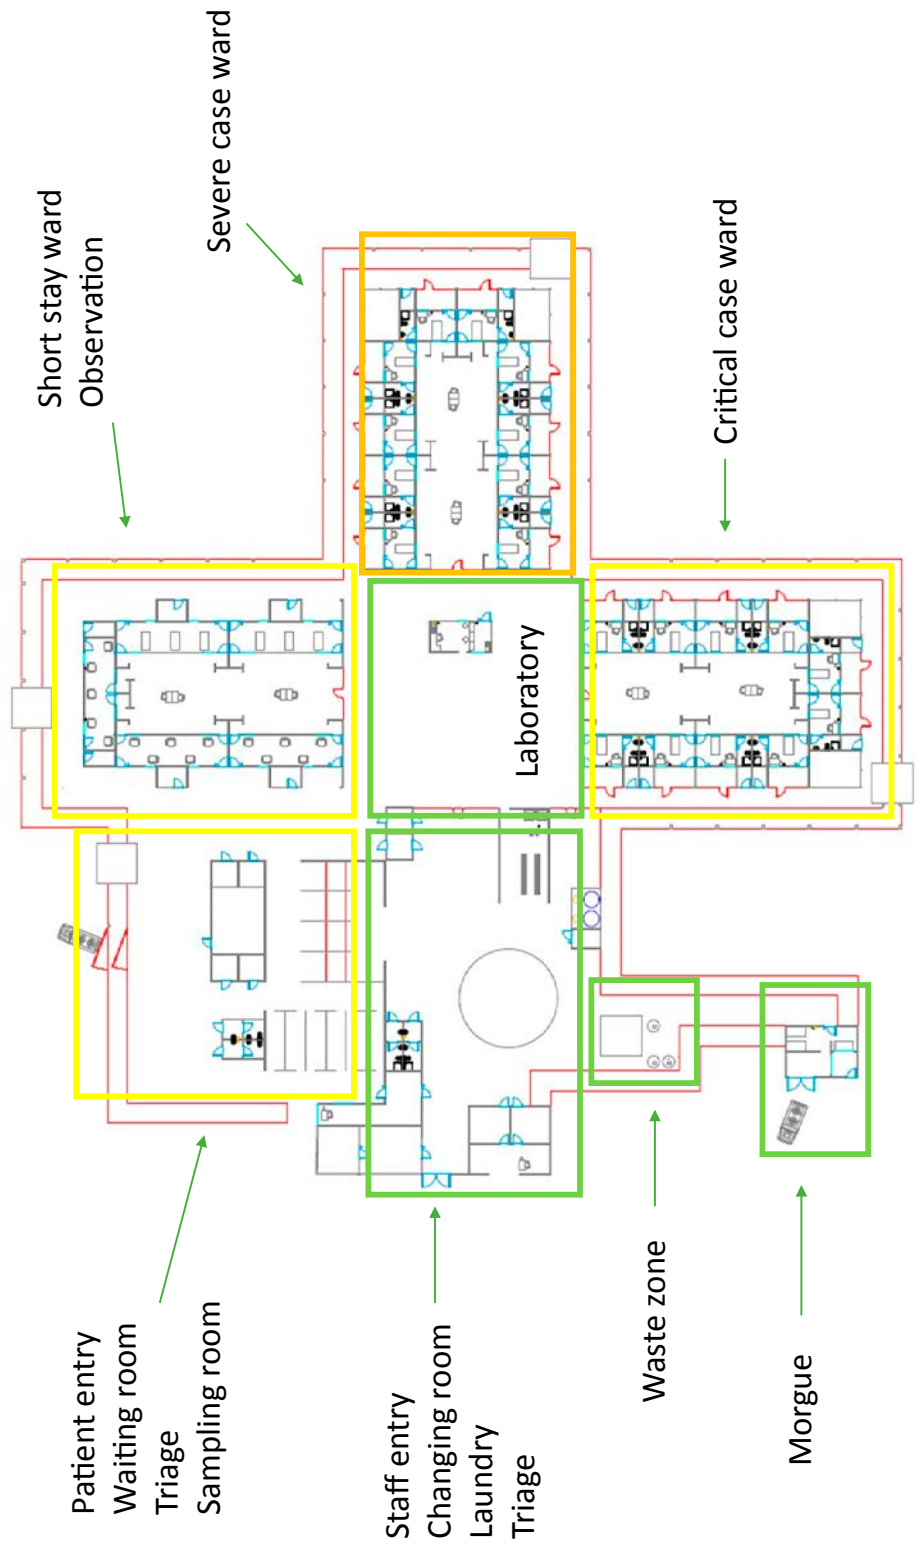 Patient entry
Waiting room
Triage
Sampling room
Short stay ward
Observation
Severe case ward
Staff entry
Changing room
Laundry
Triage
Laboratory
Waste zone
Critical case ward
Morgue